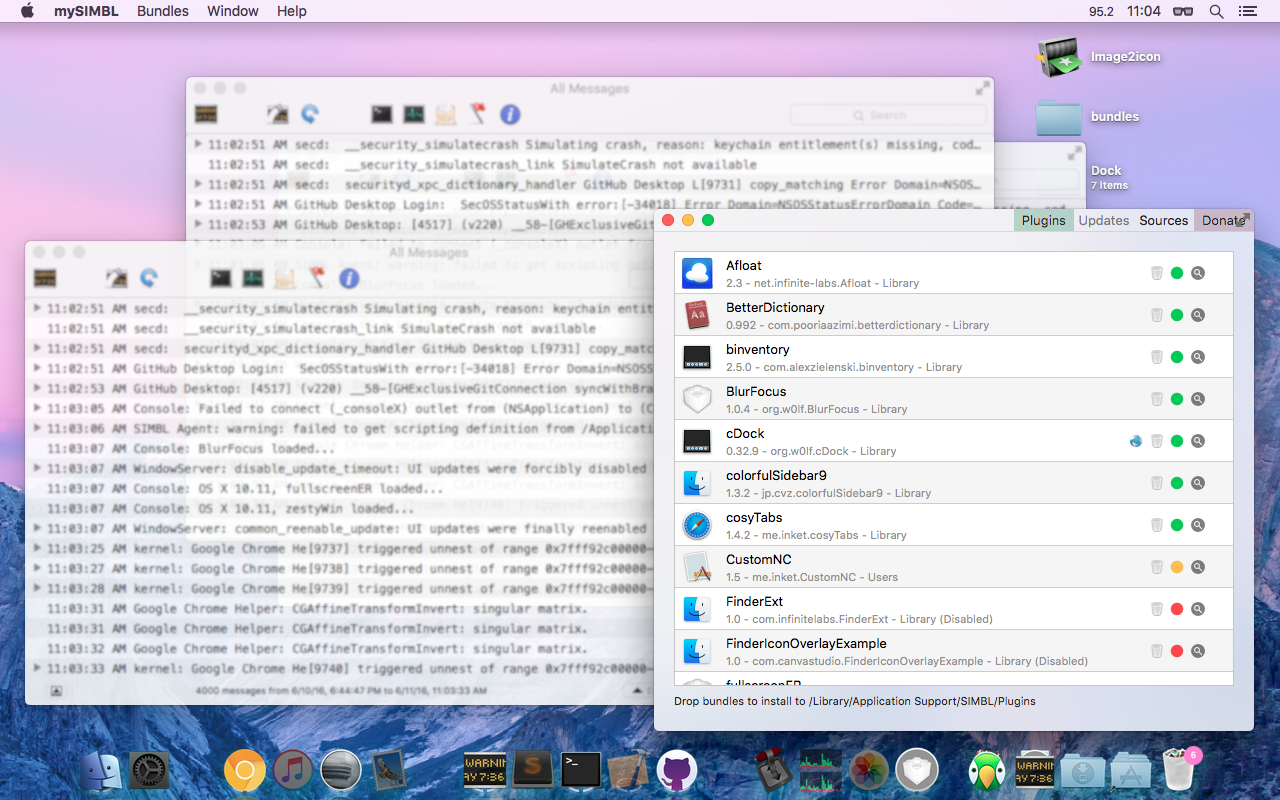 mySIMBL Bundles Window Help 95.2 11:04
Image2icon
bundles
Dock
7 items
All Messages
Search
11:02:51 AM secd: __security_simulatecrash Simulating crash, reason: keychain entitlement(s) missing, cod…
11:02:51 AM secd: __security_simulatecrash_link SimulateCrash not available
11:02:51 AM secd: securityd_xpc_dictionary_handler GitHub Desktop L[9731] copy_matching Error Domain=NSOS…
11:02:51 AM GitHub Desktop Login: SecOSStatusWith error:[-34018] Error Domain=NSOSStatusErrorDomain Code=…
11:02:53 AM GitHub Desktop: [4517] (v220) __58-[GHExclusiveGit
All Messages
11:02:51 AM secd: __security_simulatecrash Simulating crash, reason: keychain entit
11:02:51 AM secd: __security_simulatecrash_link SimulateCrash not available
11:02:51 AM secd: securityd_xpc_dictionary_handler GitHub Desktop L[9731] copy_matc
11:02:51 AM GitHub Desktop Login: SecOSStatusWith error:[-34018] Error Domain=NSOSS
11:02:53 AM GitHub Desktop: [4517] (v220) __58-[GHExclusiveGitConnection syncWithBra
11:03:05 AM Console: Failed to connect (_consoleX) outlet from (NSApplication) to (C
11:03:06 AM SIMBL Agent: warning: failed to get scripting definition from /Applicati
11:03:06 AM Console: BlurFocus loaded...
11:03:07 AM WindowServer: disable_update_timeout: UI updates were forcibly disabled
11:03:07 AM Console: OS X 10.11, fullscreenER loaded...
11:03:07 AM Console: OS X 10.11, zestyWin loaded...
11:03:07 AM WindowServer: common_reenable_update: UI updates were finally reenabled
11:03:25 AM kernel: Google Chrome He[9737] triggered unnest of range 0x7fff92c00000-
11:03:27 AM kernel: Google Chrome He[9738] triggered unnest of range 0x7fff92c00000-
11:03:28 AM kernel: Google Chrome He[9739] triggered unnest of range 0x7fff92c00000-
11:03:31 AM Google Chrome Helper: CGAffineTransformInvert: singular matrix.
11:03:31 AM Google Chrome Helper: CGAffineTransformInvert: singular matrix.
11:03:32 AM Google Chrome Helper: CGAffineTransformInvert: singular matrix.
11:03:33 AM kernel: Google Chrome He[9740] triggered unnest of range 0x7fff92c00000-
4000 messages from 6/10/16, 6:44:47 PM to 6/11/16, 11:03:33 AM
Plugins Updates Sources Donate
Afloat
2.3 - net.infinite-labs.Afloat - Library
BetterDictionary
0.992 - com.pooriaazimi.betterdictionary - Library
binventory
2.5.0 - com.alexzielenski.binventory - Library
BlurFocus
1.0.4 - org.w0lf.BlurFocus - Library
cDock
0.32.9 - org.w0lf.cDock - Library
colorfulSidebar9
1.3.2 - jp.cvz.colorfulSidebar9 - Library
cosyTabs
1.4.2 - me.inket.cosyTabs - Library
CustomNC
1.5 - me.inket.CustomNC - Users
FinderExt
1.0 - com.infinitelabs.FinderExt - Library (Disabled)
FinderIconOverlayExample
1.0 - com.canvastudio.FinderIconOverlayExample - Library (Disabled)
fullscreenER
Drop bundles to install to /Library/Application Support/SIMBL/Plugins
WARNIN
AY 7:36
WARNIN
AY 7:36
6